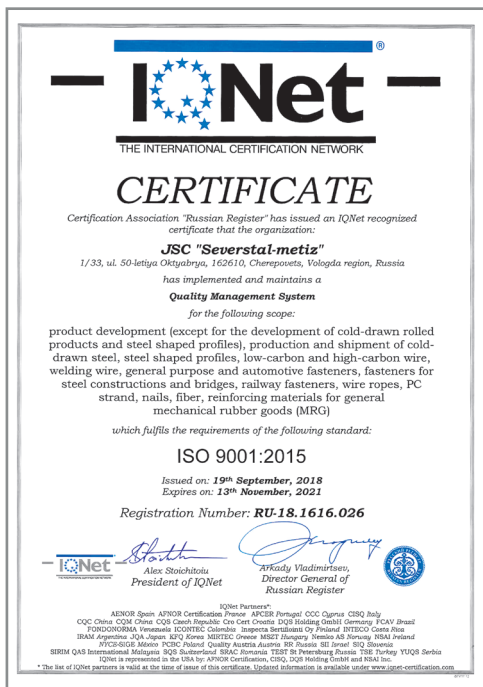 IQNet ®
THE INTERNATIONAL CERTIFICATION NETWORK
CERTIFICATE
Certification Association "Russian Register" has issued an IQNet recognized
certificate that the organization:
JSC "Severstal-metiz"
1/33, ul. 50-letiya Oktyabrya, 162610, Cherepovets, Vologda region, Russia
has implemented and maintains a
Quality Management System
for the following scope:
product development (except for the development of cold-drawn rolled
products and steel shaped profiles), production and shipment of cold-
drawn steel, steel shaped profiles, low-carbon and high-carbon wire,
welding wire, general purpose and automotive fasteners, fasteners for
steel constructions and bridges, railway fasteners, wire ropes, PC
strand, nails, fiber, reinforcing materials for general
mechanical rubber goods (MRG)
which fulfils the requirements of the following standard:
ISO 9001:2015
Issued on: 19th September, 2018
Expires on: 13th November, 2021
Registration Number: RU-18.1616.026
IQNet
THE INTERNATIONAL CERTIFICATION NETWORK
Alex Stoichitoiu
President of IQNet
Arkady Vladimirtsev,
Director General of
Russian Register
IQNet Partners*:
AENOR Spain AFNOR Certification France APCER Portugal CCC Cyprus CISQ Italy
CQC China CQM China CQS Czech Republic Cro Cert Croatia DQS Holding GmbH Germany FCAV Brazil
FONDONORMA Venezuela ICONTEC Colombia Inspecta Sertifiointi Oy Finland INTECO Costa Rica
IRAM Argentina JQA Japan KFQ Korea MIRTEC Greece MSZT Hungary Nemko AS Norway NSAI Ireland
NYCE-SIGE México PCBC Poland Quality Austria Austria RR Russia SII Israel SIQ Slovenia
SIRIM QAS International Malaysia SQS Switzerland SRAC Romania TEST St Petersburg Russia TSE Turkey YUQS Serbia
IQNet is represented in the USA by: AFNOR Certification, CISQ, DQS Holding GmbH and NSAI Inc.
* The list of IQNet partners is valid at the time of issue of this certificate. Updated information is available under www.iqnet-certification.com